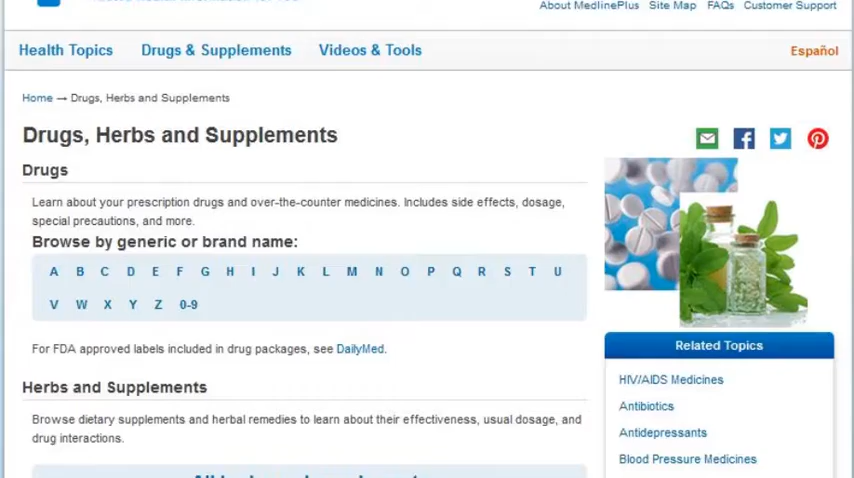 About MedlinePlus Site Map FAQs Customer Support
Health Topics Drugs & Supplements Videos & Tools Español
Home → Drugs, Herbs and Supplements
Drugs, Herbs and Supplements
Drugs
Learn about your prescription drugs and over-the-counter medicines. Includes side effects, dosage,
special precautions, and more.
Browse by generic or brand name:
A B C D E F G H I J K L M N O P Q R S T U
V W X Y Z 0-9
For FDA approved labels included in drug packages, see DailyMed.
Herbs and Supplements
Browse dietary supplements and herbal remedies to learn about their effectiveness, usual dosage, and
drug interactions.
Related Topics
HIV/AIDS Medicines
Antibiotics
Antidepressants
Blood Pressure Medicines